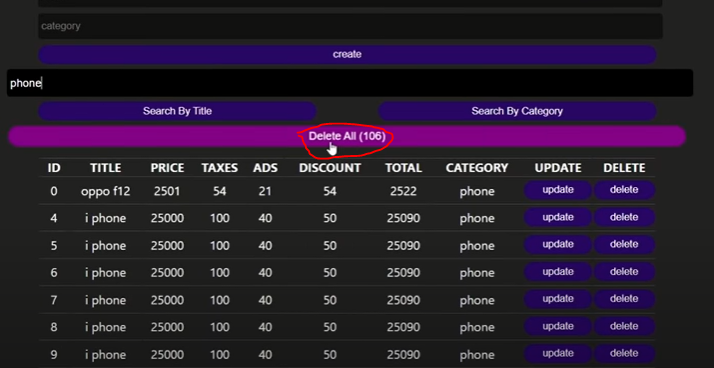 category
create
phone
Search By Title Search By Category
Delete All (106)
ID TITLE PRICE TAXES ADS DISCOUNT TOTAL CATEGORY UPDATE DELETE
0 oppo f12 2501 54 21 54 2522 phone update delete
4 i phone 25000 100 40 50 25090 phone update delete
5 i phone 25000 100 40 50 25090 phone update delete
6 i phone 25000 100 40 50 25090 phone update delete
7 i phone 25000 100 40 50 25090 phone update delete
8 i phone 25000 100 40 50 25090 phone update delete
9 i phone 25000 100 40 50 25090 phone update delete